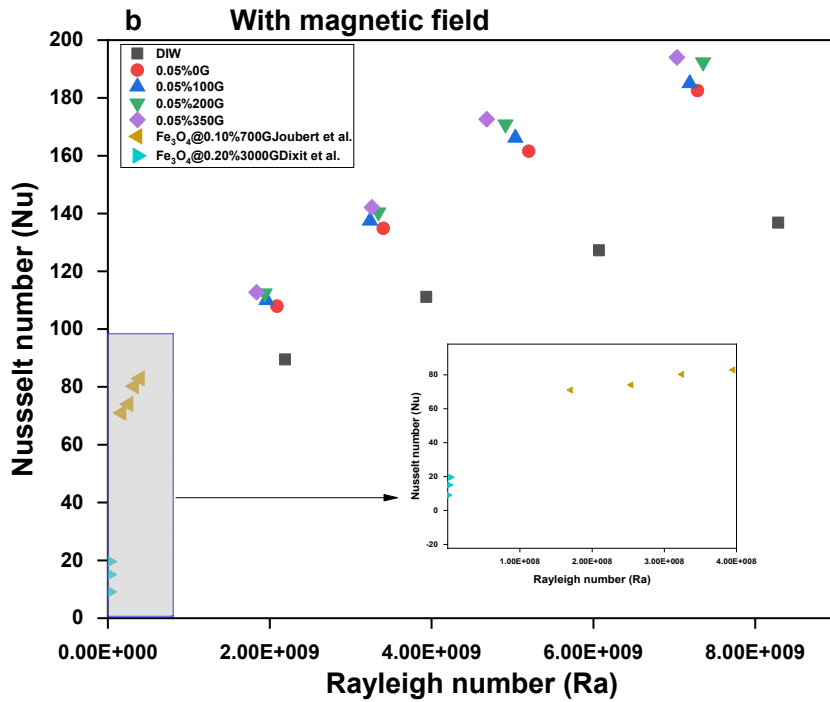 b With magnetic field
DIW
0.05%0G
0.05%100G
0.05%200G
0.05%350G
Fe₃O₄@0.10%700GJoubert et al.
Fe₃O₄@0.20%3000GDixit et al.
200
180
160
140
120
100
80
60
40
20
0
Nussselt number (Nu)
0.00E+000 2.00E+009 4.00E+009 6.00E+009 8.00E+009
Rayleigh number (Ra)
80
60
40
20
0
-20
Nusselt number (Nu)
1.00E+008 2.00E+008 3.00E+008 4.00E+008
Rayleigh number (Ra)